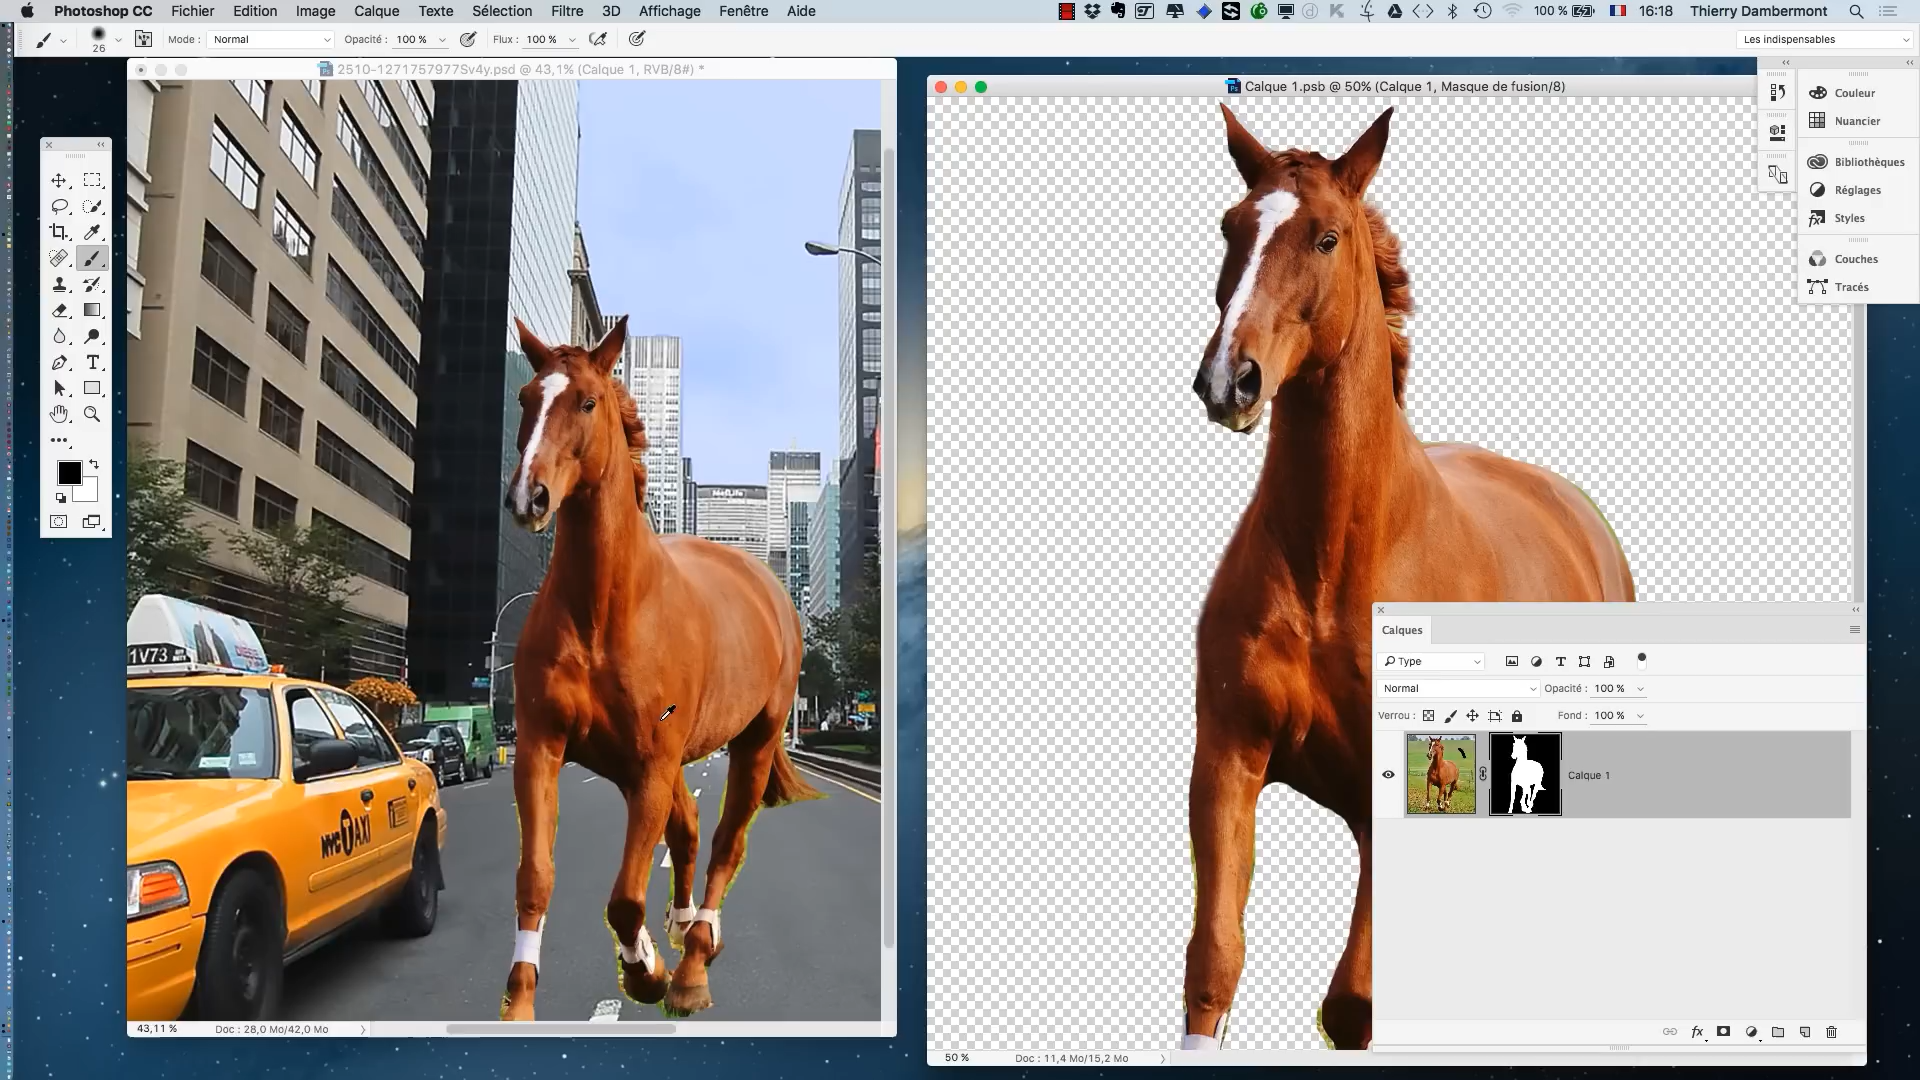 Photoshop CC Fichier Edition Image Calque Texte Sélection Filtre 3D Affichage Fenêtre Aide 100 % 16:18 Thierry Dambermont
26 Mode : Normal Opacité : 100 % Flux : 100 % Les indispensables
2510-1271757977Sv4y.psd @ 43,1% (Calque 1, RVB/8#) *
Calque 1.psb @ 50% (Calque 1, Masque de fusion/8)
Couleur
Nuancier
Bibliothèques
Réglages
Styles
Couches
Tracés
MetLife
1V73
NYC TAXI
Calques
Type
Normal Opacité : 100 %
Verrou : Fond : 100 %
Calque 1
fx
43,11 % Doc : 28,0 Mo/42,0 Mo
50 % Doc : 11,4 Mo/15,2 Mo